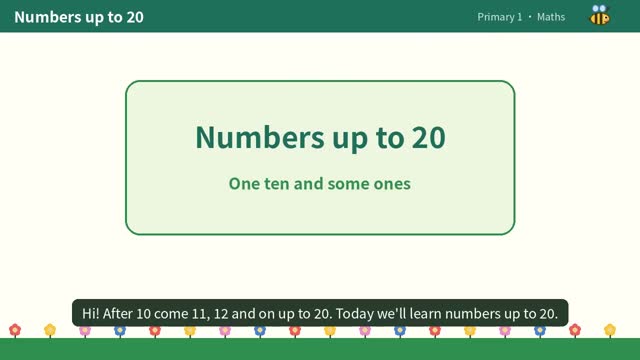 Numbers up to 20
Primary 1 • Maths
Numbers up to 20
One ten and some ones
Hi! After 10 come 11, 12 and on up to 20. Today we'll learn numbers up to 20.